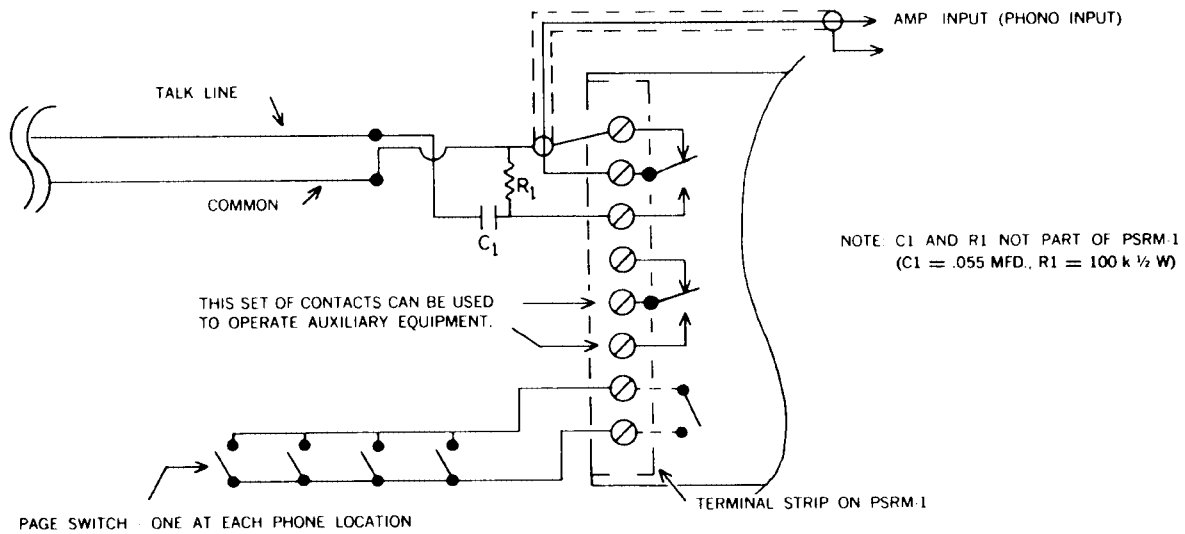 AMP INPUT (PHONO INPUT)
TALK LINE
R1
COMMON
C1
NOTE: C1 AND R1 NOT PART OF PSRM-1
(C1 = .055 MFD., R1 = 100 k ½ W)
THIS SET OF CONTACTS CAN BE USED
TO OPERATE AUXILIARY EQUIPMENT.
TERMINAL STRIP ON PSRM-1
PAGE SWITCH - ONE AT EACH PHONE LOCATION